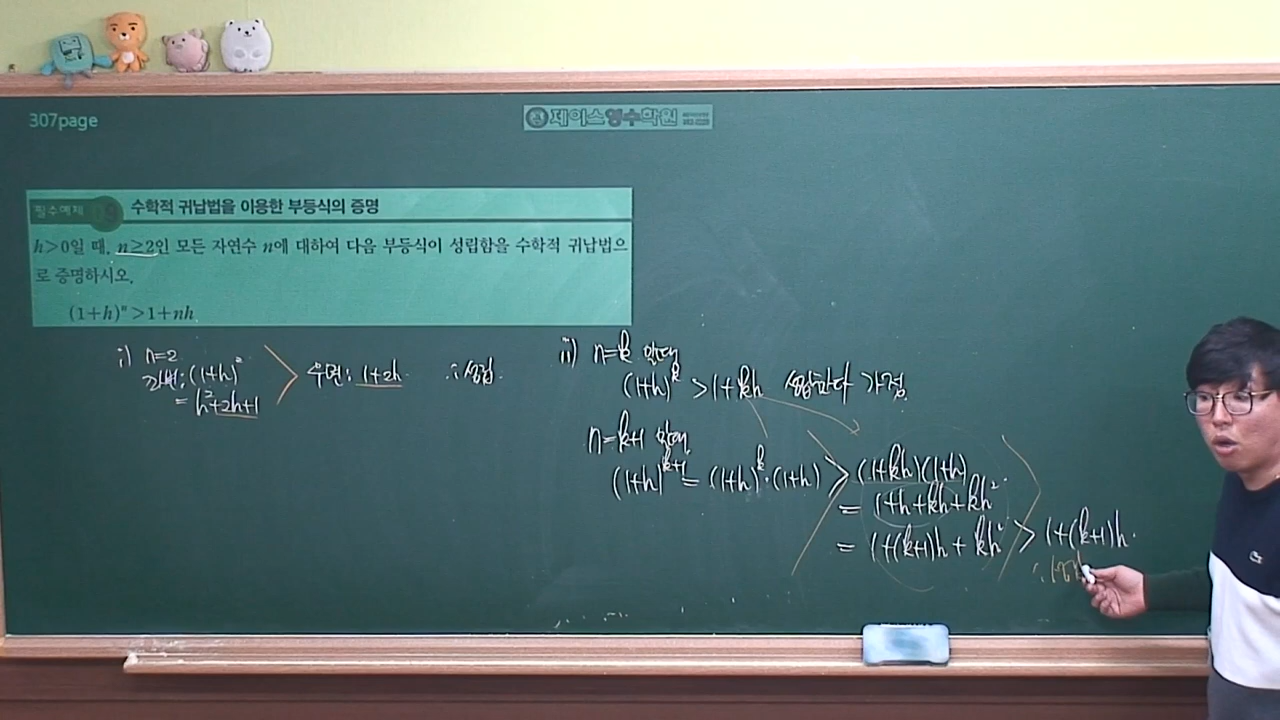 307page
제이스영수학원
필수예제 09 수학적 귀납법을 이용한 부등식의 증명
h>0일 때, n≥2인 모든 자연수 n에 대하여 다음 부등식이 성립함을 수학적 귀납법으
로 증명하시오.
(1+h)ⁿ>1+nh
i) n=2
좌변: (1+h)²
= h²+2h+1
> 우변: 1+2h ∴ 성립.
ii) n=k 일 때
(1+h)^k > 1+kh 성립한다 가정.
n=k+1 일 때
(1+h)^{k+1} = (1+h)^k·(1+h) > (1+kh)(1+h)
= 1+h+kh+kh²
= 1+(k+1)h+kh² > 1+(k+1)h.
∴